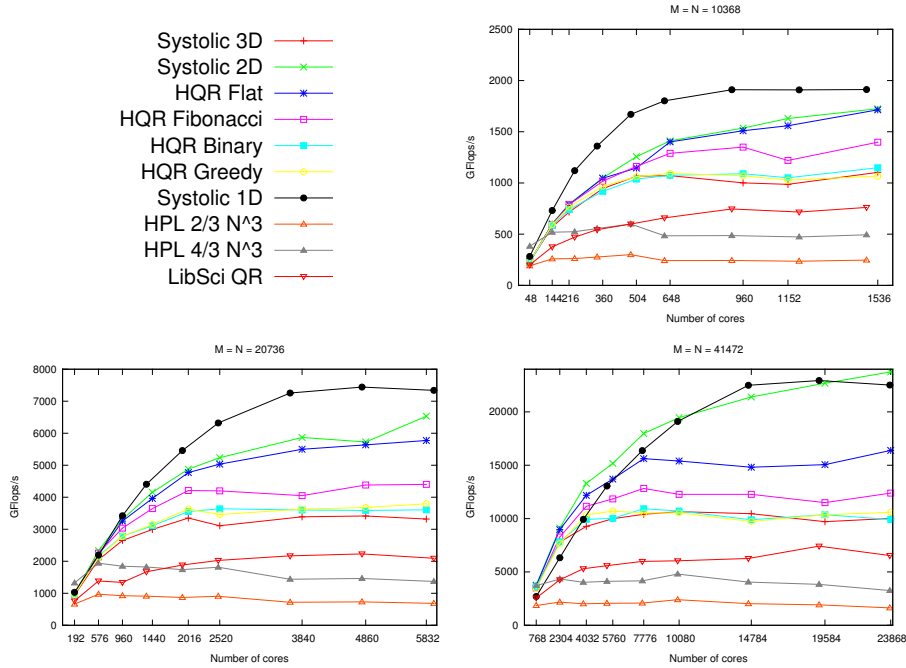 Systolic 3D
Systolic 2D
HQR Flat
HQR Fibonacci
HQR Binary
HQR Greedy
Systolic 1D
HPL 2/3 N^3
HPL 4/3 N^3
LibSci QR
M = N = 10368
GFlops/s
2500
2000
1500
1000
500
0
48 144 216 360 504 648 960 1152 1536
Number of cores
M = N = 20736
GFlops/s
8000
7000
6000
5000
4000
3000
2000
1000
0
192 576 960 1440 2016 2520 3840 4860 5832
Number of cores
M = N = 41472
GFlops/s
20000
15000
10000
5000
0
768 2304 4032 5760 7776 10080 14784 19584 23868
Number of cores